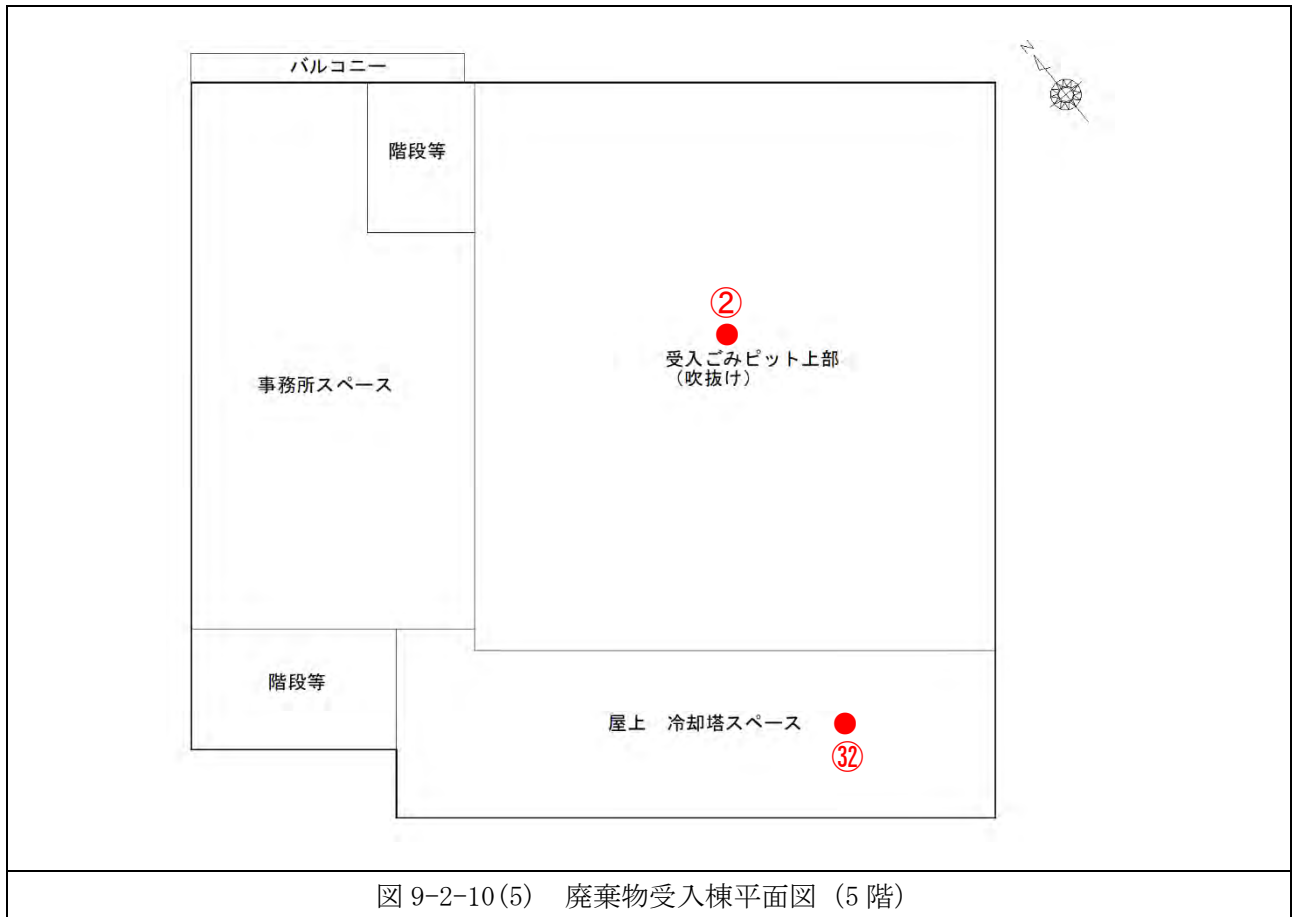 バルコニー
N
階段等
②
受入ごみピット上部
(吹抜け)
事務所スペース
階段等
屋上 冷却塔スペース
㉜
図 9-2-10(5) 廃棄物受入棟平面図 (5 階)